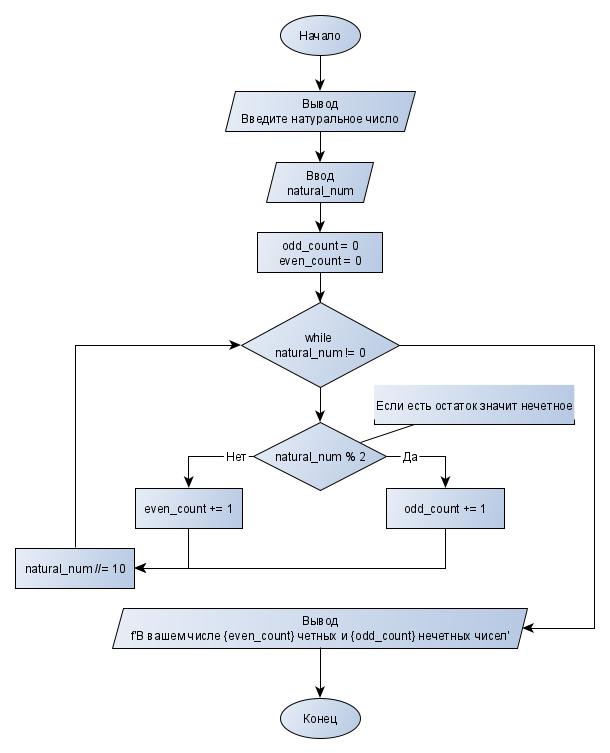 Начало
Вывод
Введите натуральное число
Ввод
natural_num
odd_count = 0
even_count = 0
while
natural_num != 0
Если есть остаток значит нечетное
natural_num % 2
Нет
Да
even_count += 1
odd_count += 1
natural_num //= 10
Вывод
f'В вашем числе {even_count} четных и {odd_count} нечетных чисел'
Конец